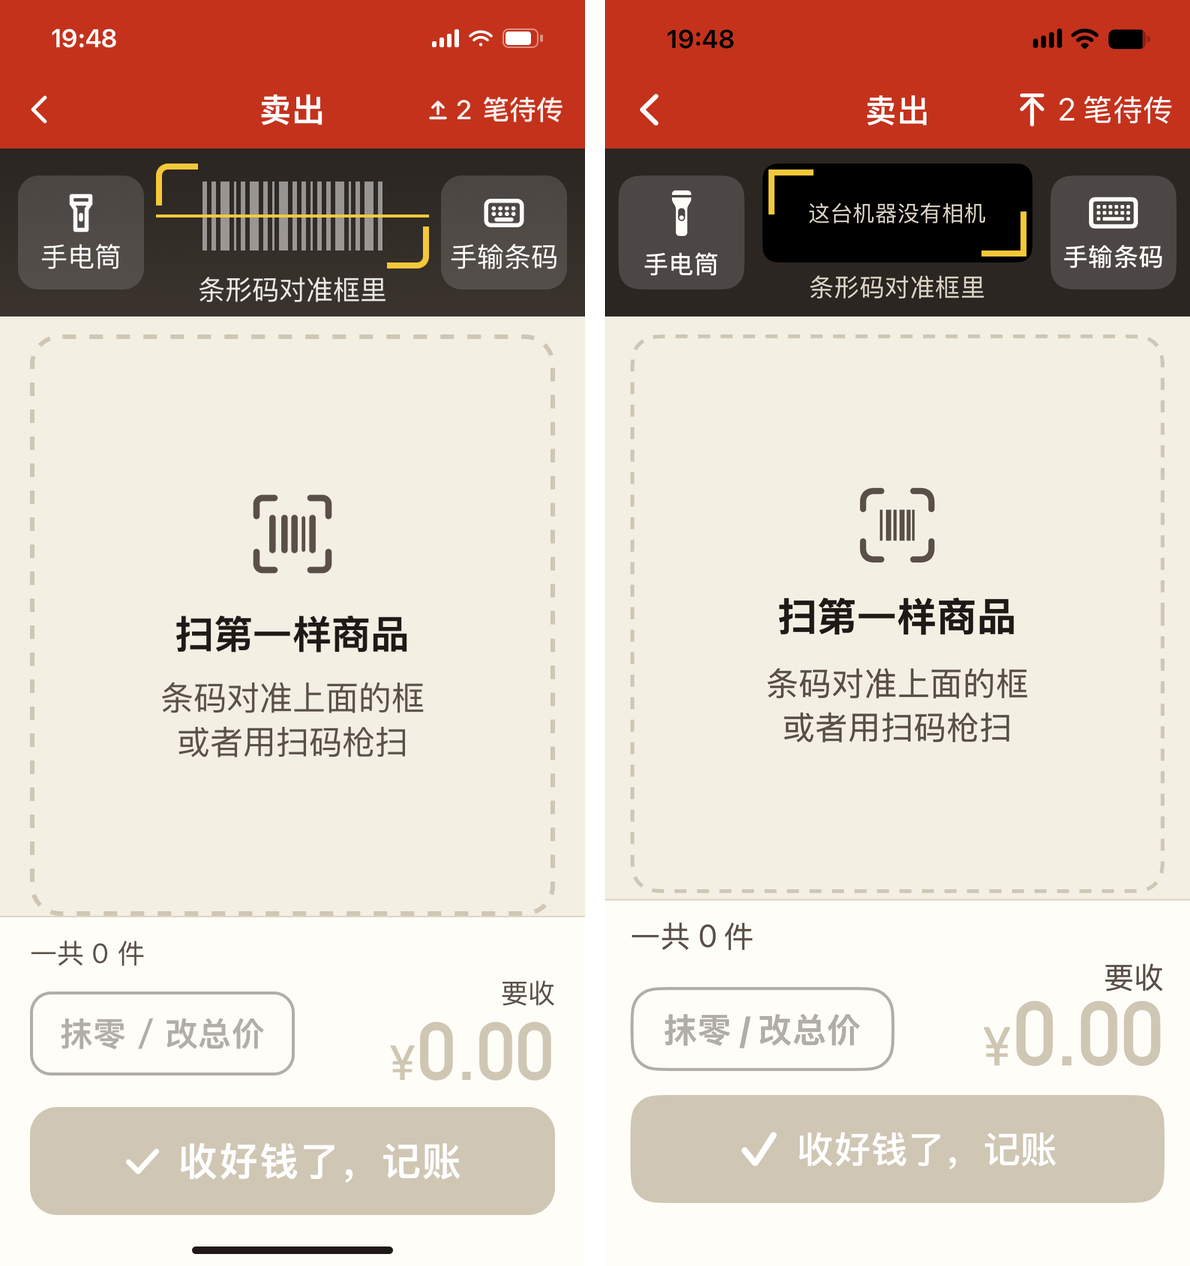 19:48
卖出
2 笔待传
手电筒
手输条码
条形码对准框里
扫第一样商品
条码对准上面的框
或者用扫码枪扫
一共 0 件
要收
抹零 / 改总价
¥0.00
收好钱了，记账
19:48
卖出
2 笔待传
手电筒
这台机器没有相机
手输条码
条形码对准框里
扫第一样商品
条码对准上面的框
或者用扫码枪扫
一共 0 件
要收
抹零 / 改总价
¥0.00
收好钱了，记账